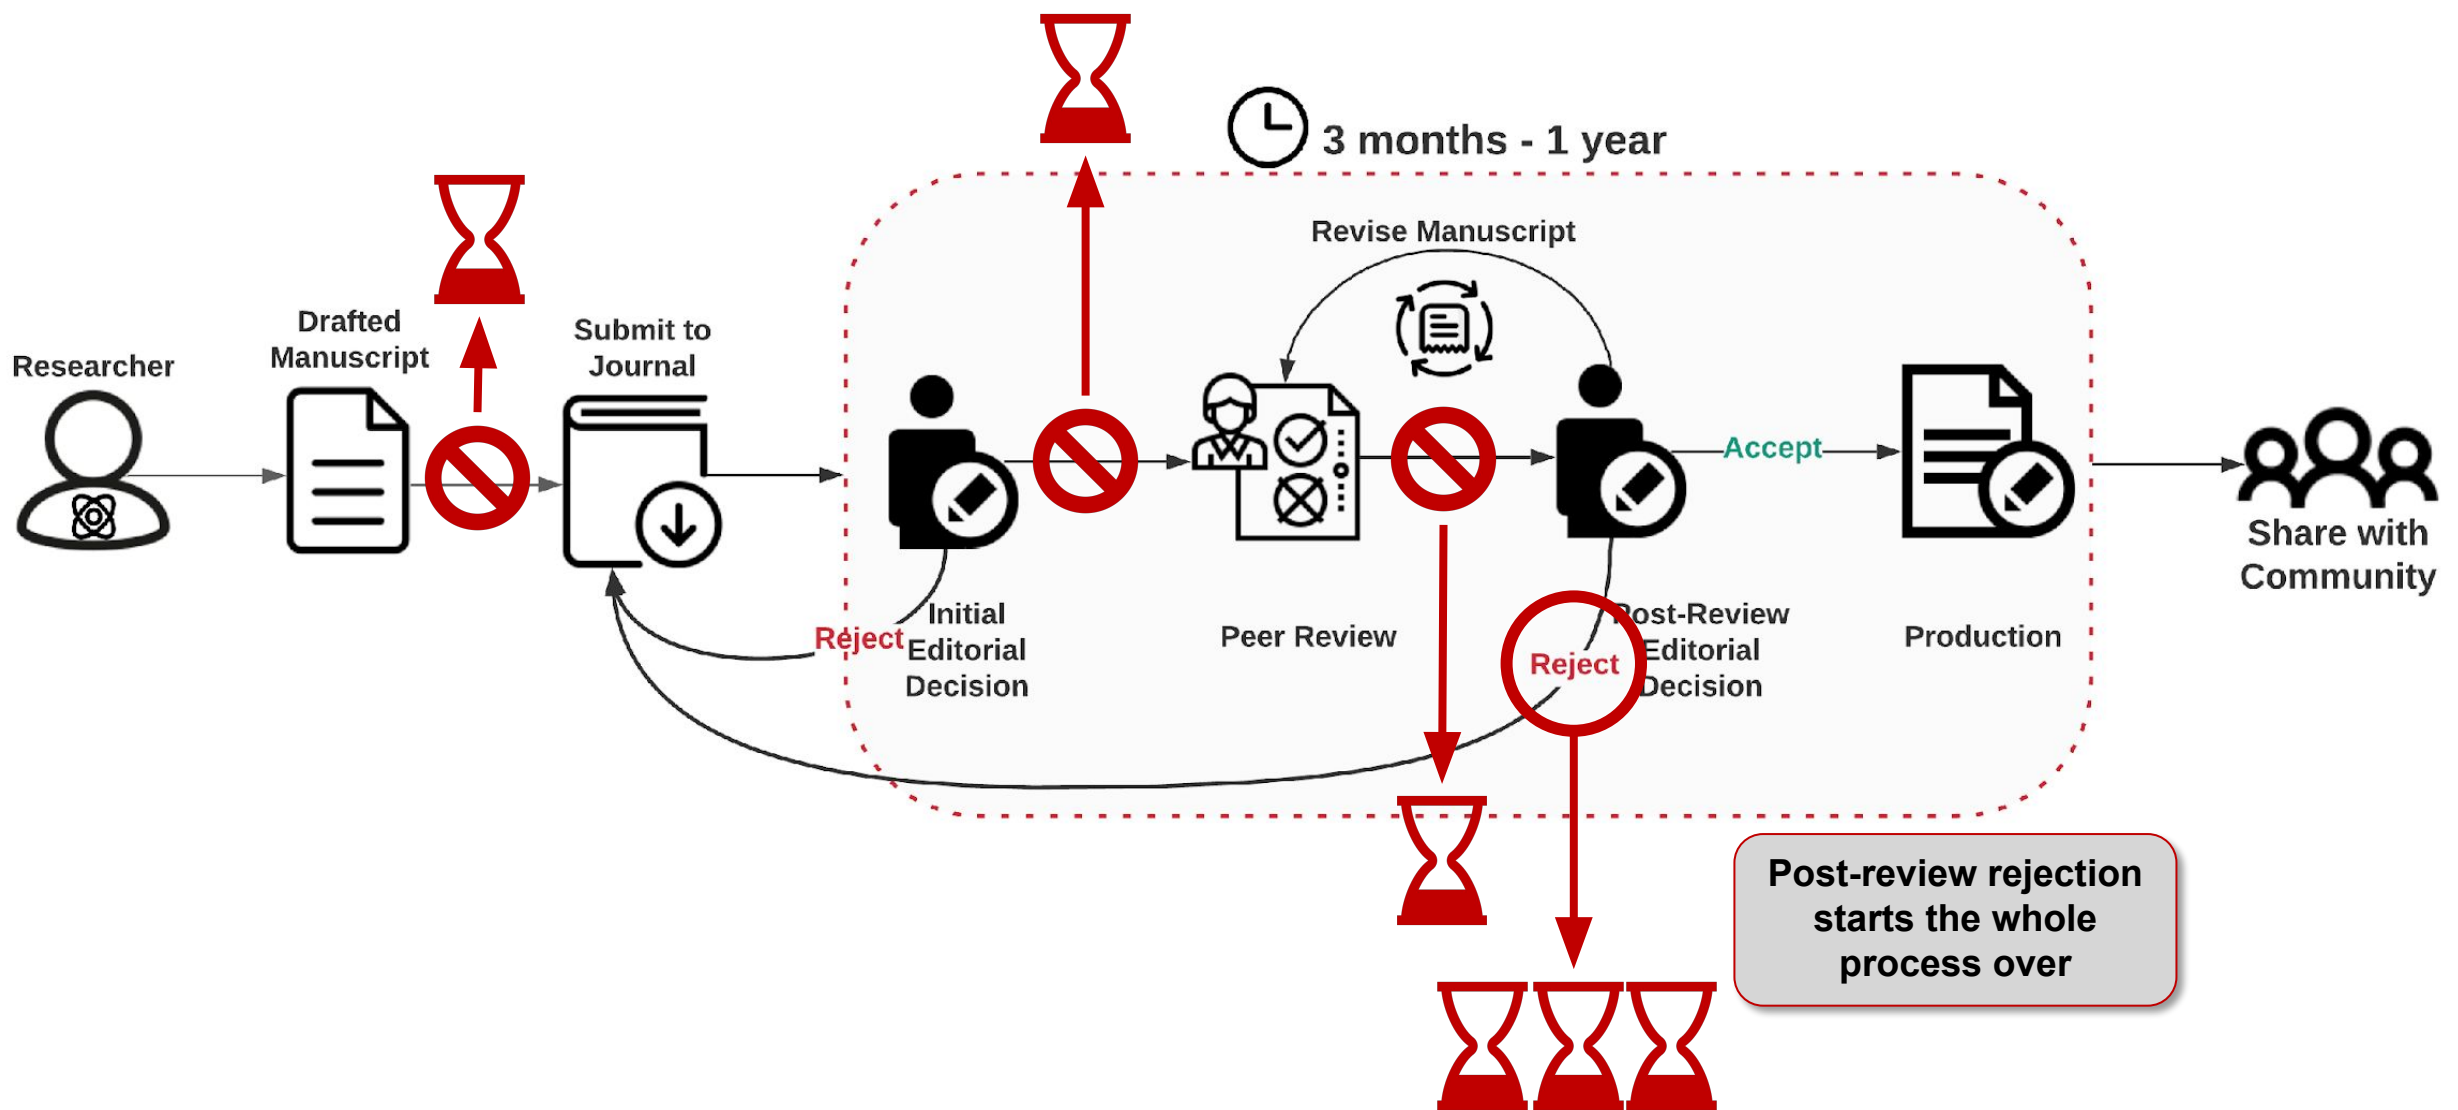 3 months - 1 year
Revise Manuscript
Researcher
Drafted
Manuscript
Submit to
Journal
Accept
Share with
Community
Reject
Initial
Editorial
Decision
Peer Review
Reject
Post-Review
Editorial
Decision
Production
Post-review rejection
starts the whole
process over